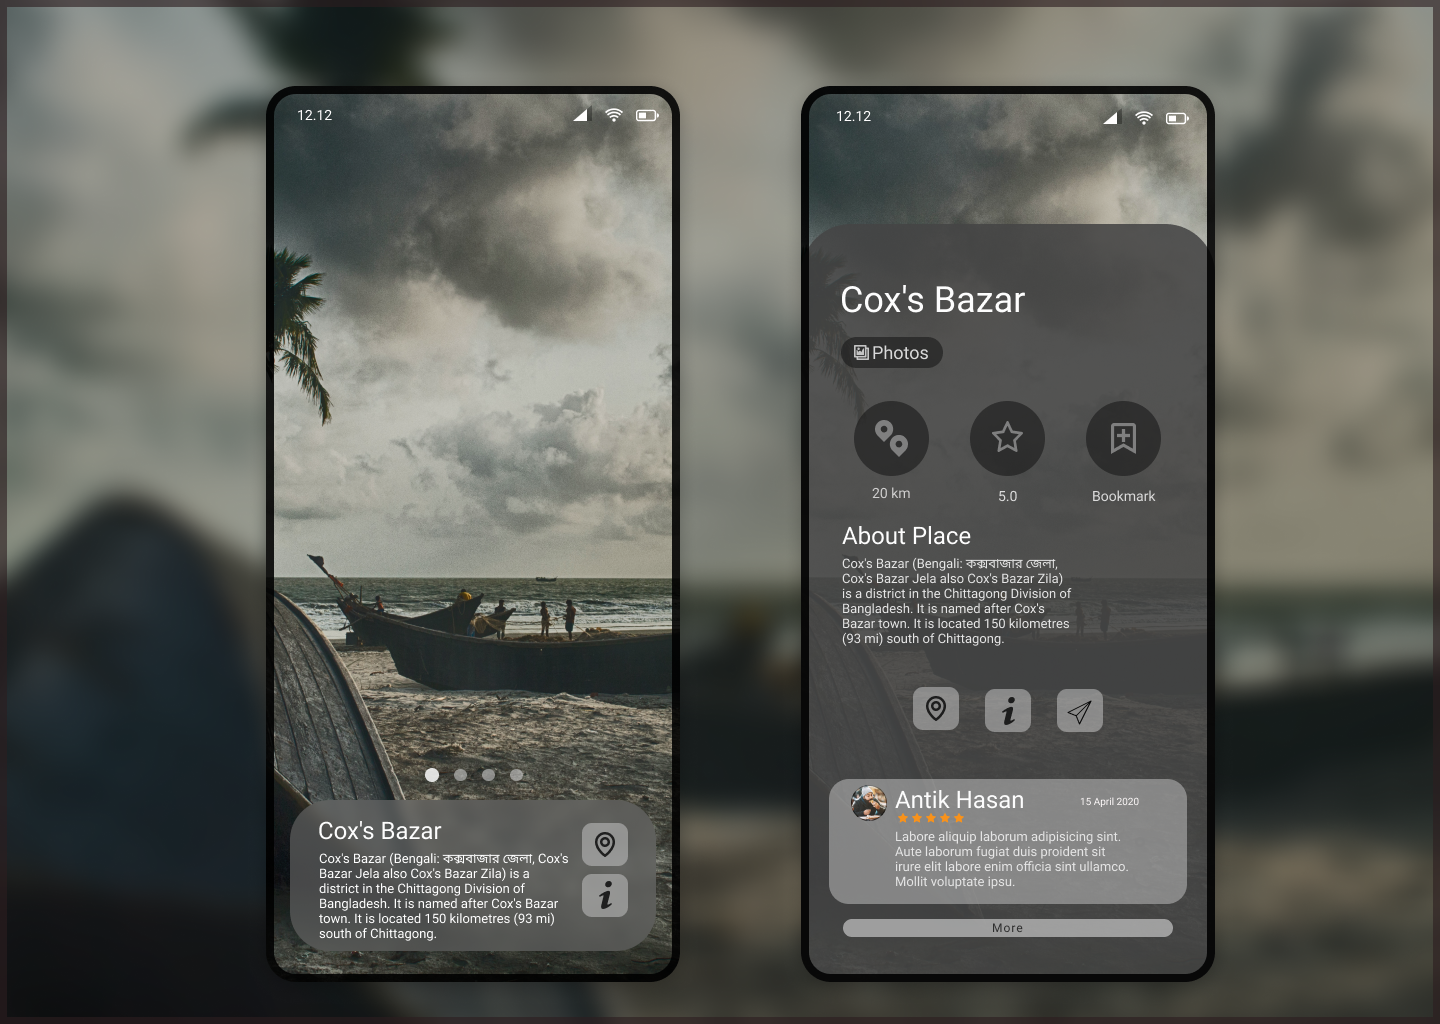 12.12
Cox's Bazar
Cox's Bazar (Bengali: কক্সবাজার জেলা, Cox's
Bazar Jela also Cox's Bazar Zila) is a
district in the Chittagong Division of
Bangladesh. It is named after Cox's Bazar
town. It is located 150 kilometres (93 mi)
south of Chittagong.
12.12
Cox's Bazar
Photos
20 km
5.0
Bookmark
About Place
Cox's Bazar (Bengali: কক্সবাজার জেলা,
Cox's Bazar Jela also Cox's Bazar Zila)
is a district in the Chittagong Division of
Bangladesh. It is named after Cox's
Bazar town. It is located 150 kilometres
(93 mi) south of Chittagong.
Antik Hasan
15 April 2020
Labore aliquip laborum adipisicing sint.
Aute laborum fugiat duis proident sit
irure elit labore enim officia sint ullamco.
Mollit voluptate ipsu.
More